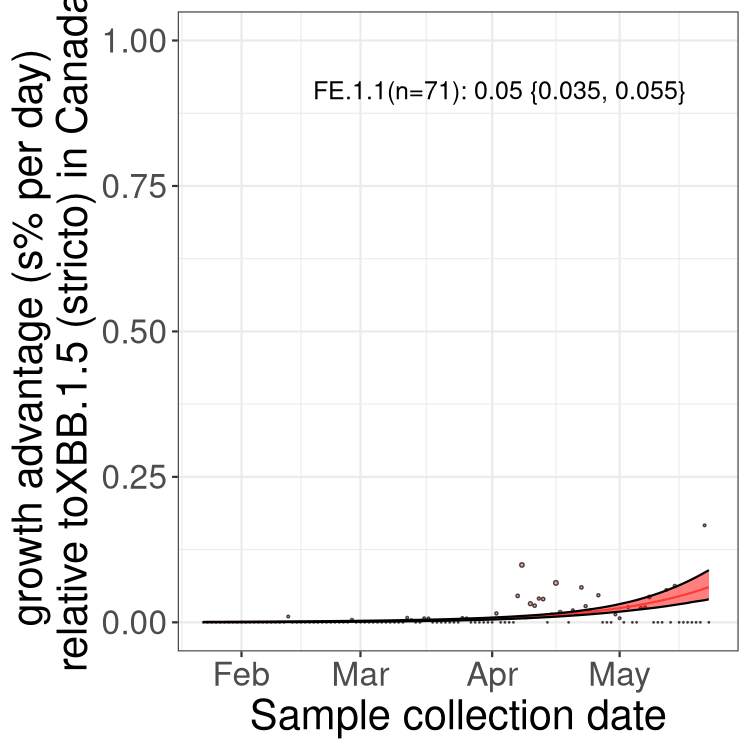 growth advantage (s% per day)
relative toXBB.1.5 (stricto) in Canada
1.00
FE.1.1(n=71): 0.05 {0.035, 0.055}
0.75
0.50
0.25
0.00
Feb Mar Apr May
Sample collection date